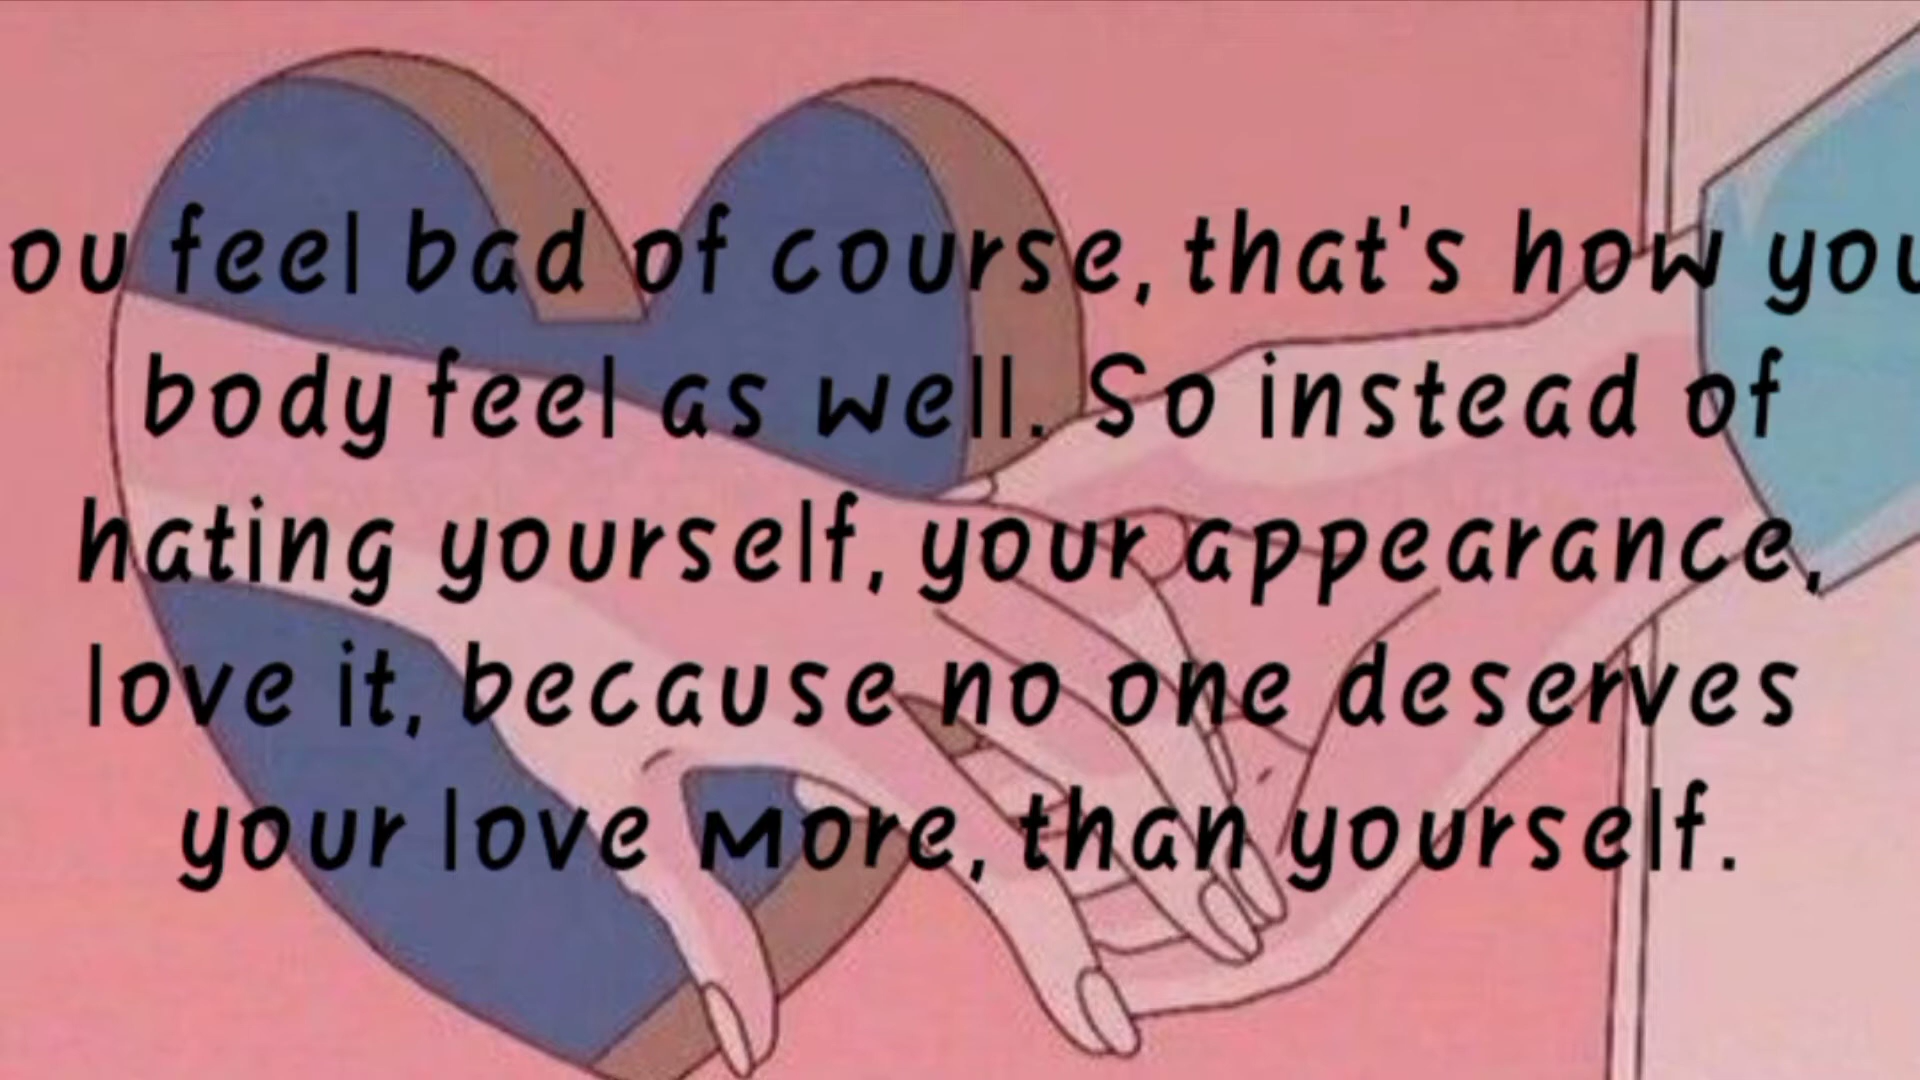 ou feel bad of course, that's how you
body feel as well. So instead of
hating yourself, your appearance,
love it, because no one deserves
your love more, than yourself.